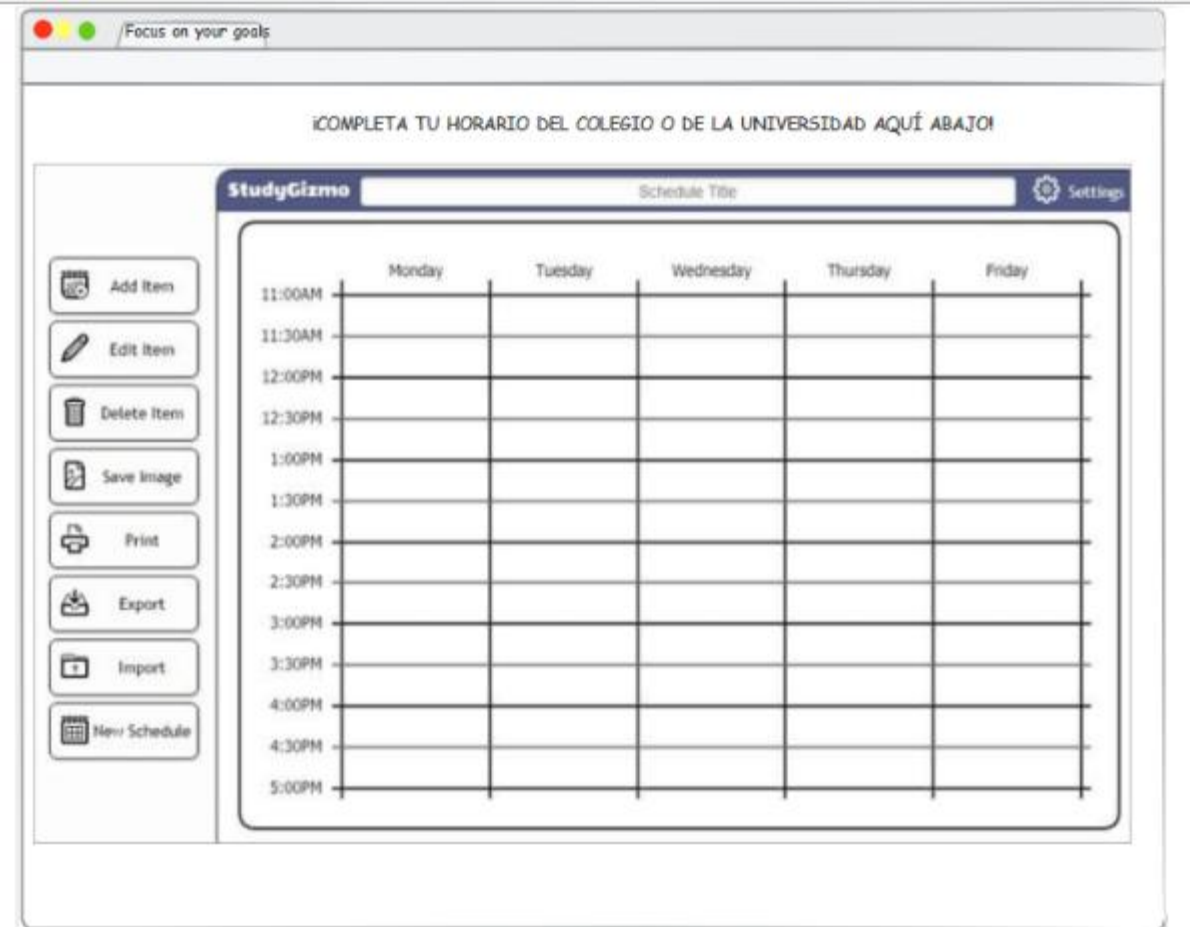 Focus on your goals
¡COMPLETA TU HORARIO DEL COLEGIO O DE LA UNIVERSIDAD AQUÍ ABAJO!
StudyGizmo Schedule Title Settings
Add Item
Edit Item
Delete Item
Save Image
Print
Export
Import
New Schedule
Monday Tuesday Wednesday Thursday Friday
11:00AM
11:30AM
12:00PM
12:30PM
1:00PM
1:30PM
2:00PM
2:30PM
3:00PM
3:30PM
4:00PM
4:30PM
5:00PM